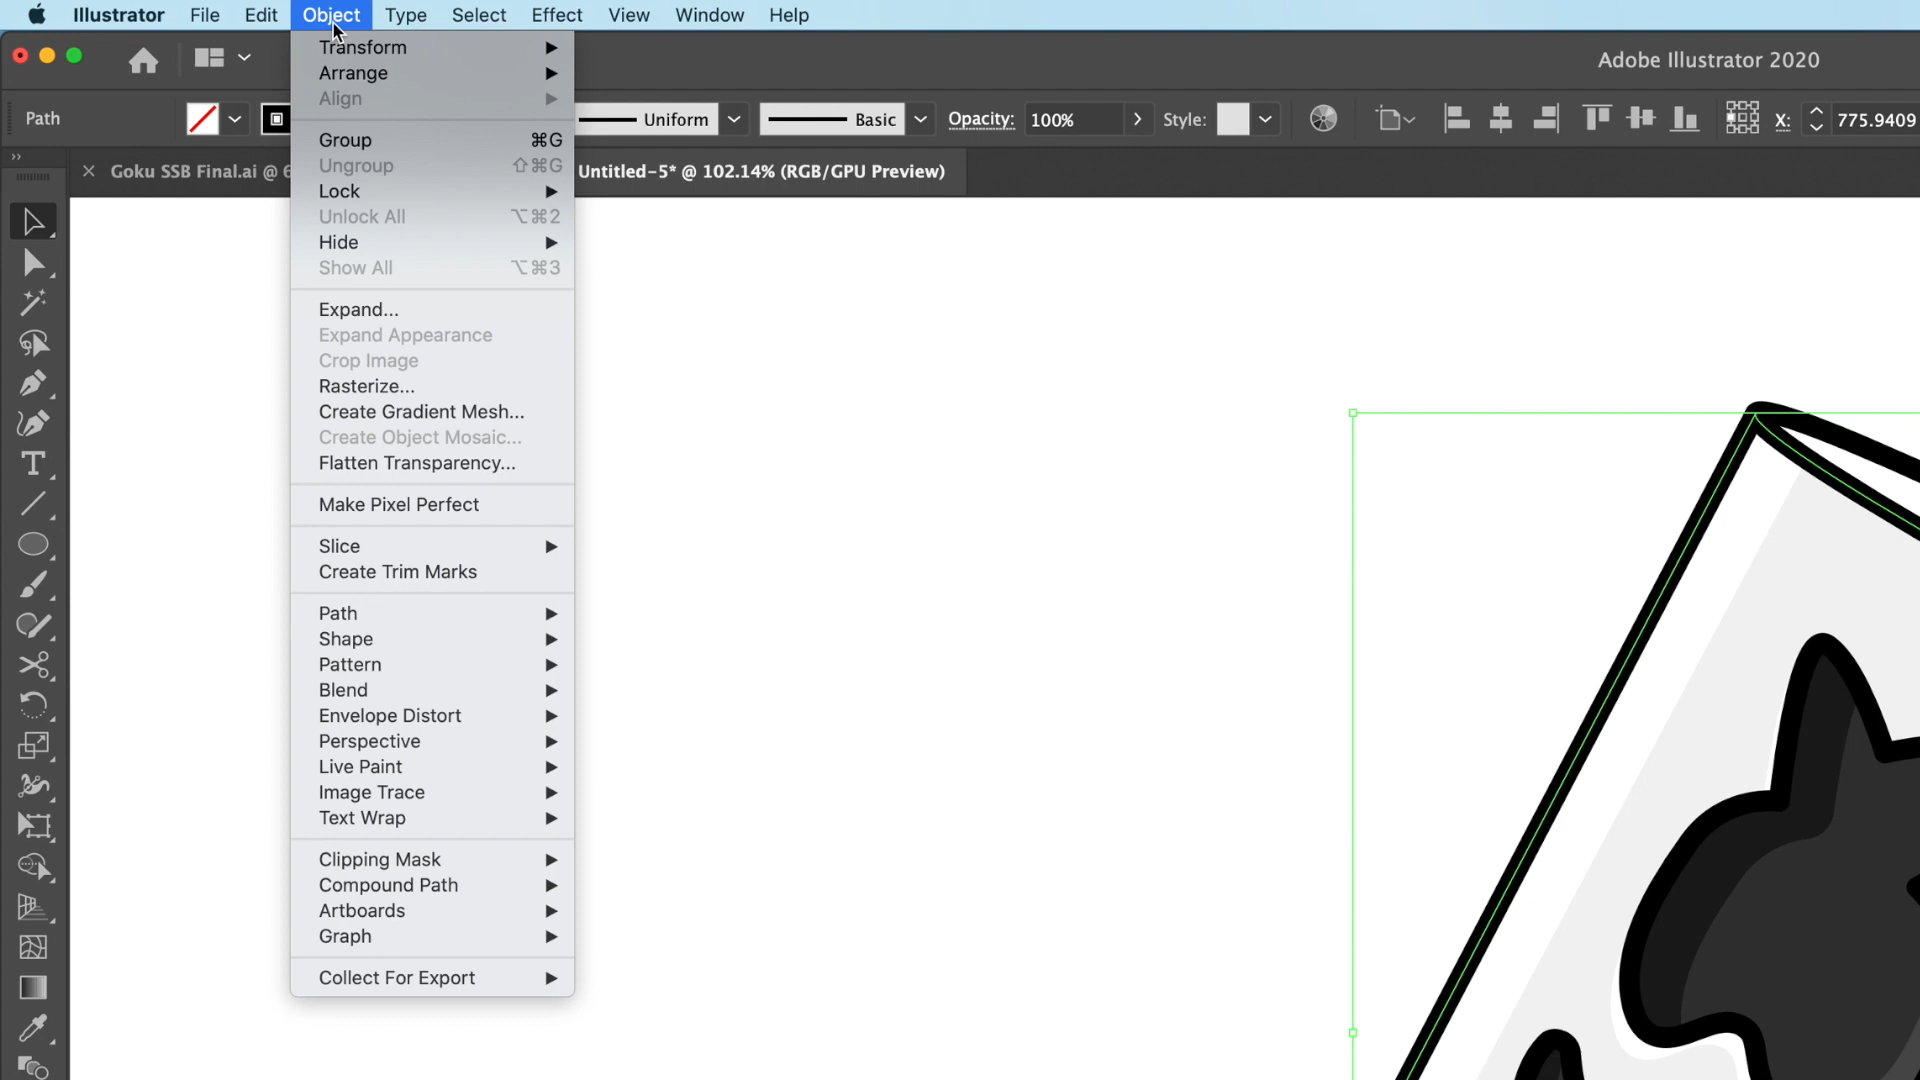 Illustrator File Edit Object Type Select Effect View Window Help
Adobe Illustrator 2020
Path
Uniform
Basic
Opacity: 100%
Style:
X: 775.9409
Goku SSB Final.ai @ 6
Untitled-5* @ 102.14% (RGB/GPU Preview)
Transform
Arrange
Align
Group ⌘G
Ungroup ⇧⌘G
Lock
Unlock All ⌥⌘2
Hide
Show All ⌥⌘3
Expand...
Expand Appearance
Crop Image
Rasterize...
Create Gradient Mesh...
Create Object Mosaic...
Flatten Transparency...
Make Pixel Perfect
Slice
Create Trim Marks
Path
Shape
Pattern
Blend
Envelope Distort
Perspective
Live Paint
Image Trace
Text Wrap
Clipping Mask
Compound Path
Artboards
Graph
Collect For Export